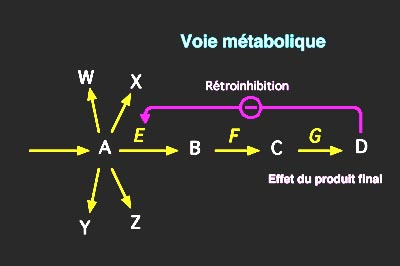 Voie métabolique
W X
Rétroinhibition
−
A E B F C G D
Effet du produit final
Y Z